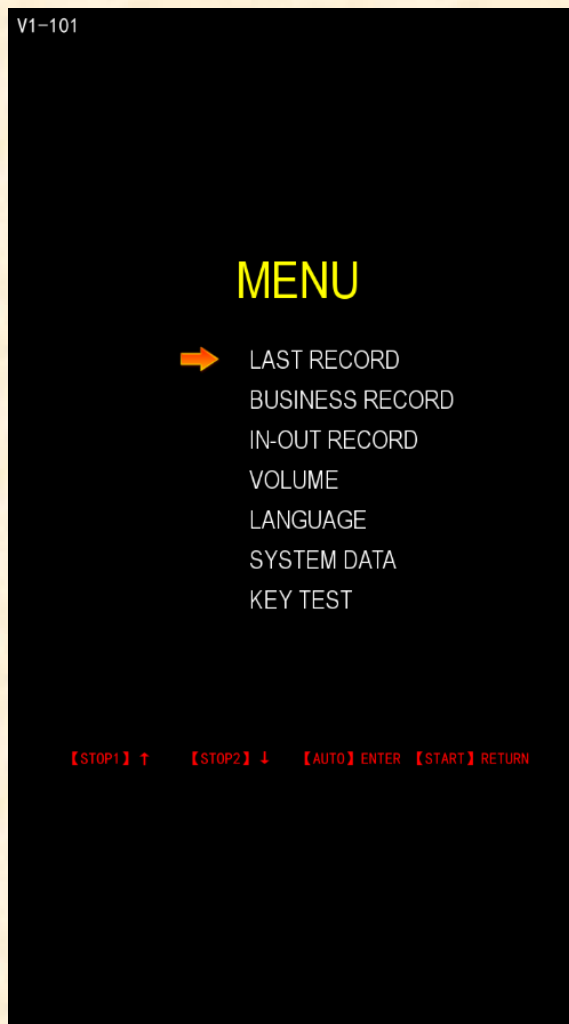 V1-101
MENU
LAST RECORD
BUSINESS RECORD
IN-OUT RECORD
VOLUME
LANGUAGE
SYSTEM DATA
KEY TEST
【STOP1】↑ 【STOP2】↓ 【AUTO】ENTER 【START】RETURN